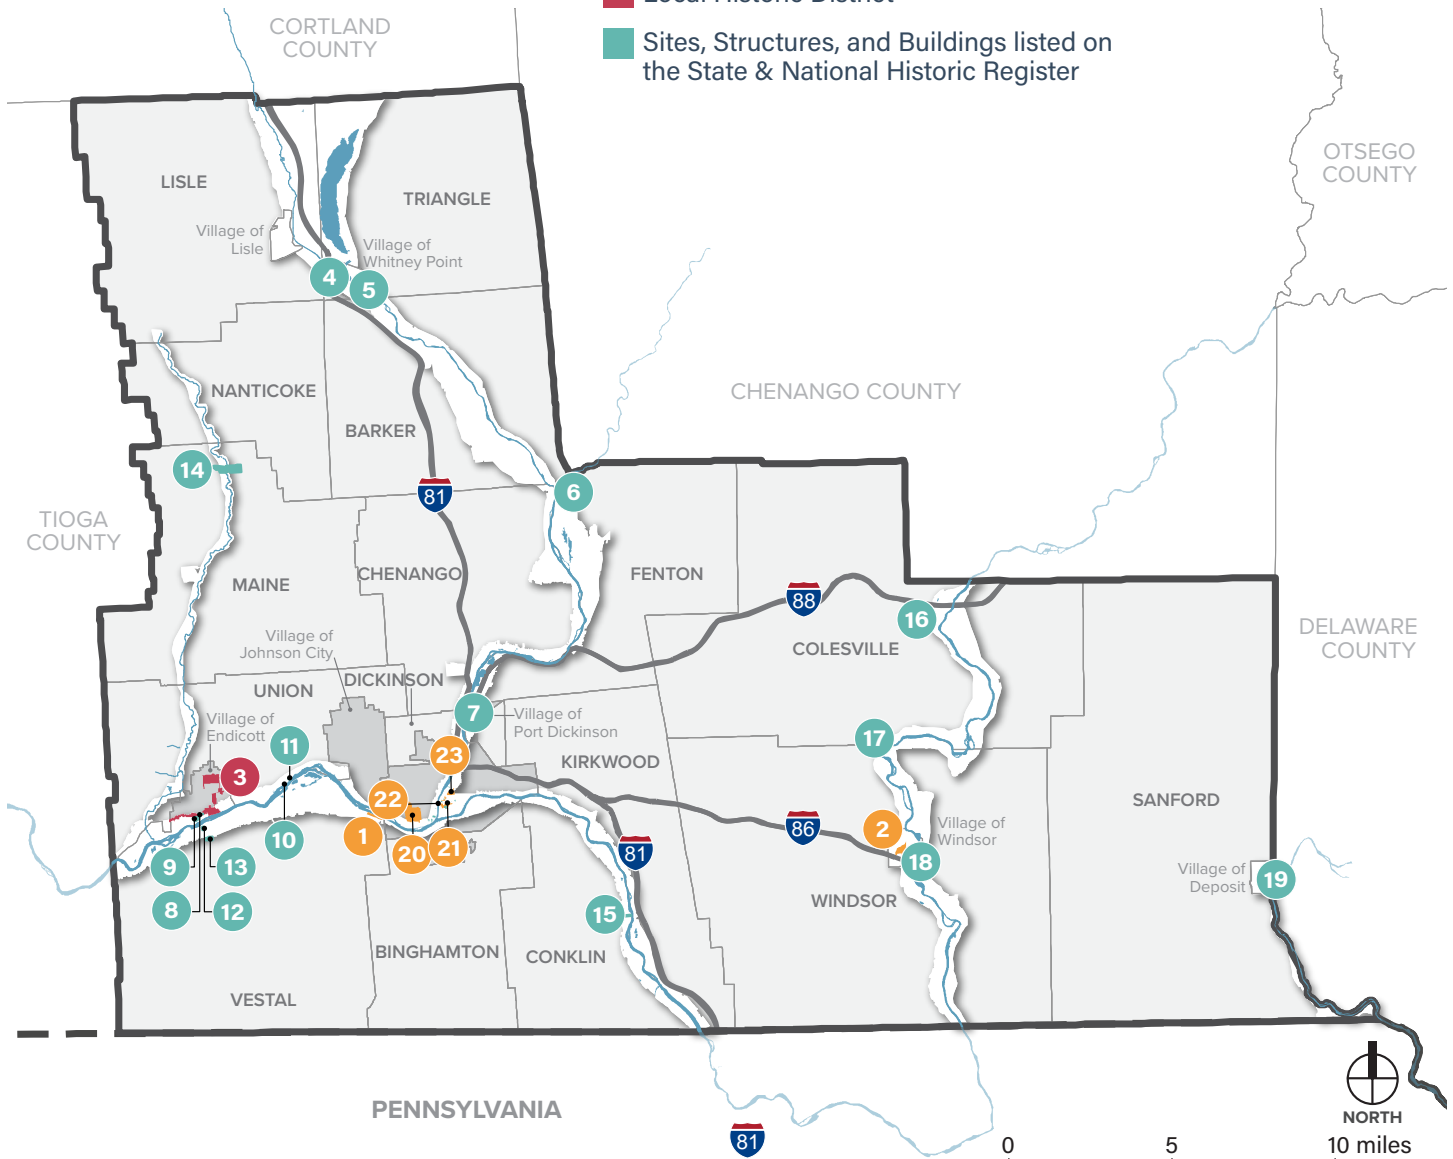 Local Historic District
Sites, Structures, and Buildings listed on
the State & National Historic Register
CORTLAND
COUNTY
OTSEGO
COUNTY
LISLE
TRIANGLE
Village of
Lisle
Village of
Whitney Point
4
5
NANTICOKE
CHENANGO COUNTY
BARKER
14
81
6
TIOGA
COUNTY
MAINE
CHENANGO
FENTON
88
16
COLESVILLE
DELAWARE
COUNTY
Village of
Johnson City
DICKINSON
UNION
7
Village of
Port Dickinson
Village of
Endicott
11
23
17
KIRKWOOD
3
22
SANFORD
1
10
20
21
86
2
Village of
Windsor
81
18
9
13
Village of
Deposit
19
8
12
15
WINDSOR
BINGHAMTON
CONKLIN
VESTAL
PENNSYLVANIA
NORTH
81
0
5
10 miles